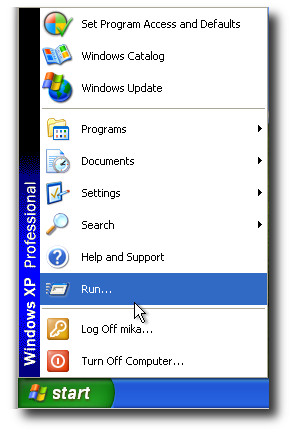 Set Program Access and Defaults
Windows Catalog
Windows Update
Programs
Documents
Settings
Search
Help and Support
Run...
Log Off mika...
Turn Off Computer...
Windows XP Professional
start